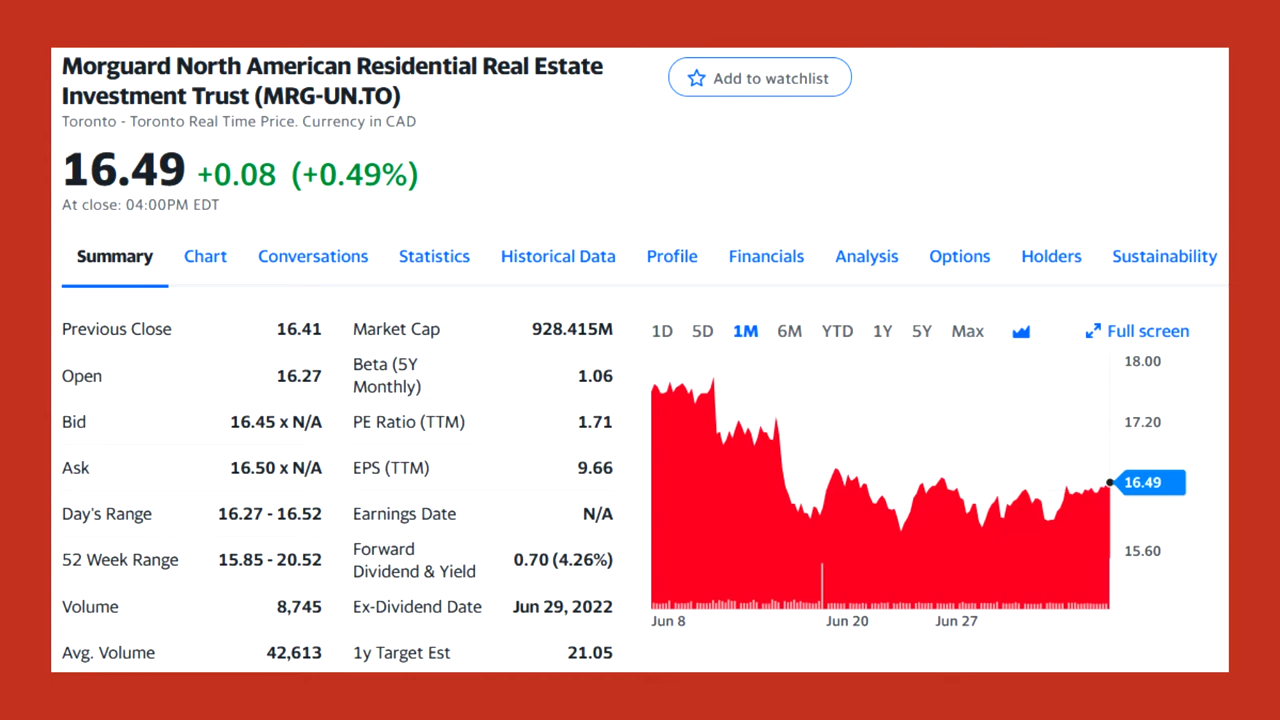 Morguard North American Residential Real Estate
Investment Trust (MRG-UN.TO)
Add to watchlist
Toronto - Toronto Real Time Price. Currency in CAD
16.49 +0.08 (+0.49%)
At close: 04:00PM EDT
Summary Chart Conversations Statistics Historical Data Profile Financials Analysis Options Holders Sustainability
Previous Close 16.41
Open 16.27
Bid 16.45 x N/A
Ask 16.50 x N/A
Day's Range 16.27 - 16.52
52 Week Range 15.85 - 20.52
Volume 8,745
Avg. Volume 42,613
Market Cap 928.415M
Beta (5Y
Monthly) 1.06
PE Ratio (TTM) 1.71
EPS (TTM) 9.66
Earnings Date N/A
Forward
Dividend & Yield 0.70 (4.26%)
Ex-Dividend Date Jun 29, 2022
1y Target Est 21.05
1D 5D 1M 6M YTD 1Y 5Y Max Full screen
18.00
17.20
16.49
15.60
Jun 8 Jun 20 Jun 27